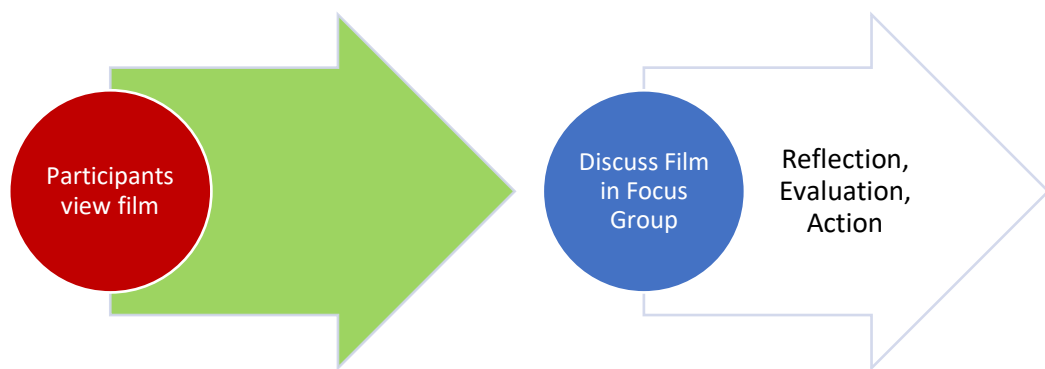 Participants
view film
Discuss Film
in Focus
Group
Reflection,
Evaluation,
Action